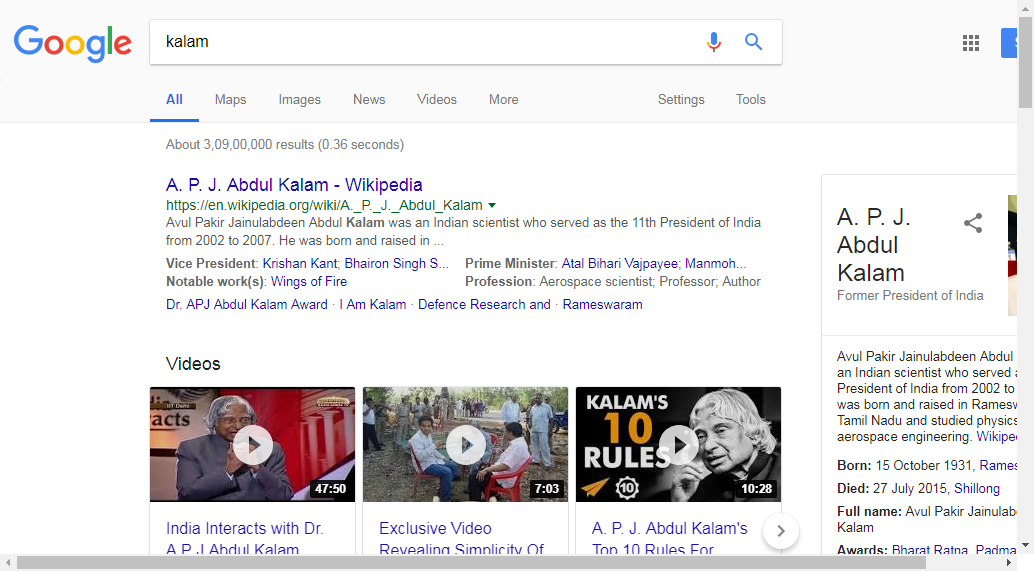 Google
kalam
All Maps Images News Videos More Settings Tools
About 3,09,00,000 results (0.36 seconds)
A. P. J. Abdul Kalam - Wikipedia
https://en.wikipedia.org/wiki/A._P._J._Abdul_Kalam
Avul Pakir Jainulabdeen Abdul Kalam was an Indian scientist who served as the 11th President of India
from 2002 to 2007. He was born and raised in ...
Vice President: Krishan Kant; Bhairon Singh S... Prime Minister: Atal Bihari Vajpayee; Manmoh...
Notable work(s): Wings of Fire Profession: Aerospace scientist; Professor; Author
Dr. APJ Abdul Kalam Award · I Am Kalam · Defence Research and · Rameswaram
Videos
acts
47:50
7:03
KALAM'S
10
RULES
10
10:28
India Interacts with Dr.
A.P.J Abdul Kalam
Exclusive Video
Revealing Simplicity Of
A. P. J. Abdul Kalam's
Top 10 Rules For
A. P. J.
Abdul
Kalam
Former President of India
Avul Pakir Jainulabdeen Abdul
an Indian scientist who served
President of India from 2002 to
was born and raised in Ramesw
Tamil Nadu and studied physics
aerospace engineering. Wikipe
Born: 15 October 1931, Rames
Died: 27 July 2015, Shillong
Full name: Avul Pakir Jainulab
Kalam
Awards: Bharat Ratna, Padma